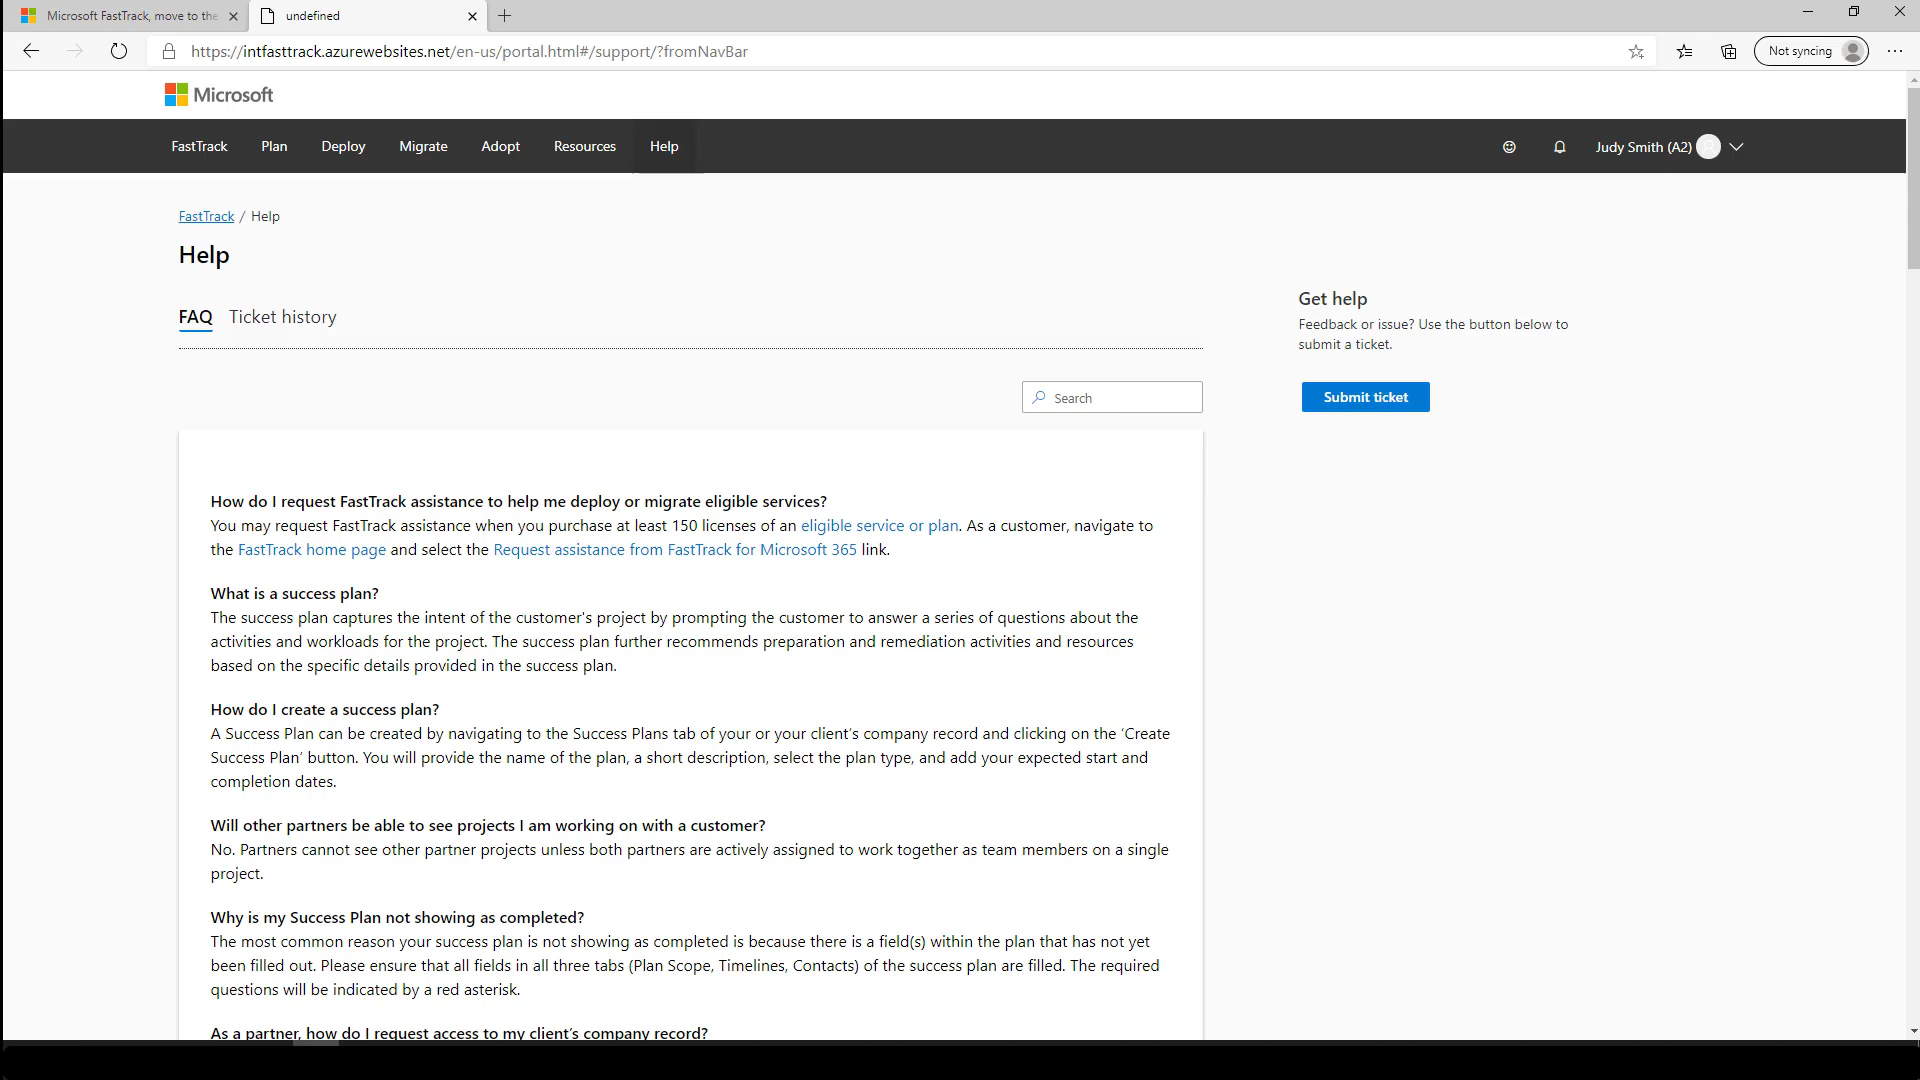 Microsoft FastTrack, move to the
undefined
https://intfasttrack.azurewebsites.net/en-us/portal.html#/support/?fromNavBar
Not syncing
Microsoft
FastTrack Plan Deploy Migrate Adopt Resources Help
Judy Smith (A2)
FastTrack / Help
Help
FAQ Ticket history
Search
How do I request FastTrack assistance to help me deploy or migrate eligible services?
You may request FastTrack assistance when you purchase at least 150 licenses of an eligible service or plan. As a customer, navigate to
the FastTrack home page and select the Request assistance from FastTrack for Microsoft 365 link.
What is a success plan?
The success plan captures the intent of the customer's project by prompting the customer to answer a series of questions about the
activities and workloads for the project. The success plan further recommends preparation and remediation activities and resources
based on the specific details provided in the success plan.
How do I create a success plan?
A Success Plan can be created by navigating to the Success Plans tab of your or your client’s company record and clicking on the ‘Create
Success Plan’ button. You will provide the name of the plan, a short description, select the plan type, and add your expected start and
completion dates.
Will other partners be able to see projects I am working on with a customer?
No. Partners cannot see other partner projects unless both partners are actively assigned to work together as team members on a single
project.
Why is my Success Plan not showing as completed?
The most common reason your success plan is not showing as completed is because there is a field(s) within the plan that has not yet
been filled out. Please ensure that all fields in all three tabs (Plan Scope, Timelines, Contacts) of the success plan are filled. The required
questions will be indicated by a red asterisk.
As a partner, how do I request access to my client’s company record?
Get help
Feedback or issue? Use the button below to
submit a ticket.
Submit ticket